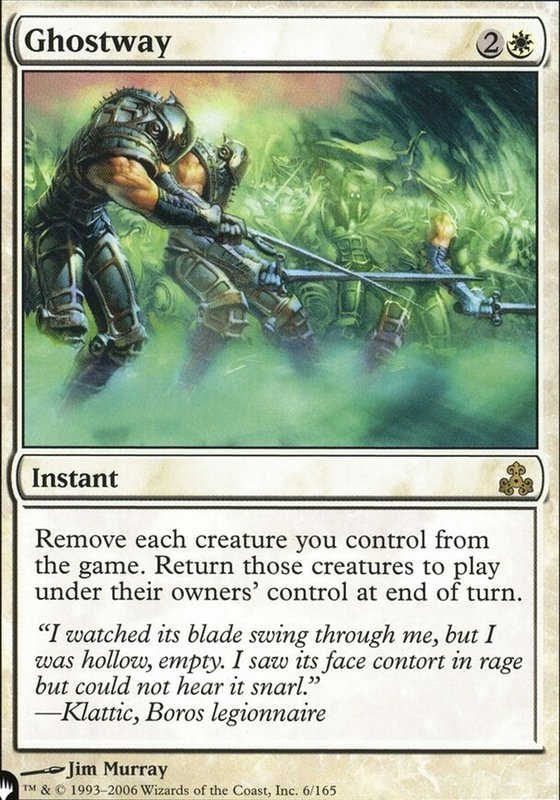 Ghostway 2
Instant
Remove each creature you control from
the game. Return those creatures to play
under their owners' control at end of turn.
“I watched its blade swing through me, but I
was hollow, empty. I saw its face contort in rage
but could not hear it snarl.”
—Klattic, Boros legionnaire
Jim Murray
™ & © 1993–2006 Wizards of the Coast, Inc. 6/165